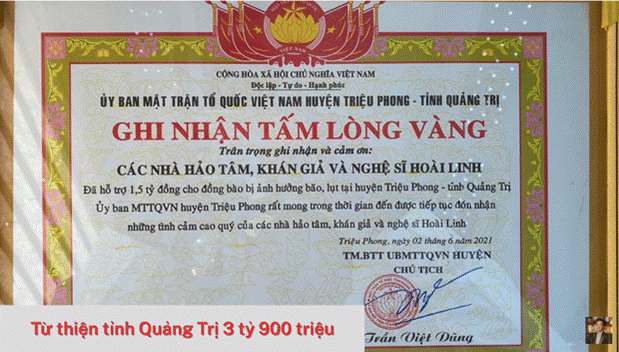 VIỆT NAM
CỘNG HÒA XÃ HỘI CHỦ NGHĨA VIỆT NAM
Độc lập - Tự do - Hạnh phúc
ỦY BAN MẶT TRẬN TỔ QUỐC VIỆT NAM HUYỆN TRIỆU PHONG - TỈNH QUẢNG TRỊ
GHI NHẬN TẤM LÒNG VÀNG
Trân trọng ghi nhận và cảm ơn:
CÁC NHÀ HẢO TÂM, KHÁN GIẢ VÀ NGHỆ SĨ HOÀI LINH
Đã hỗ trợ 1,5 tỷ đồng cho đồng bào bị ảnh hưởng bão, lụt tại huyện Triệu Phong - tỉnh Quảng Trị
Ủy ban MTTQVN huyện Triệu Phong rất mong trong thời gian đến được tiếp tục đón nhận
những tình cảm cao quý của các nhà hảo tâm, khán giả và nghệ sĩ Hoài Linh
Triệu Phong, ngày 02 tháng 6 năm 2021
TM.BTT UBMTTQVN HUYỆN
CHỦ TỊCH
Trần Việt Dũng
Từ thiện tỉnh Quảng Trị 3 tỷ 900 triệu